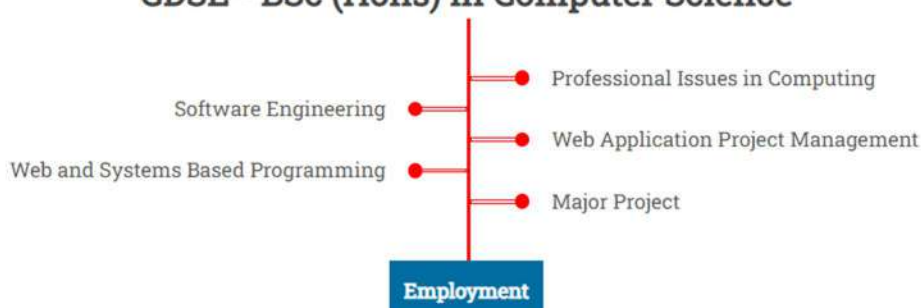 GDSE - BSc (Hons) in Computer Science
Professional Issues in Computing
Software Engineering
Web Application Project Management
Web and Systems Based Programming
Major Project
Employment